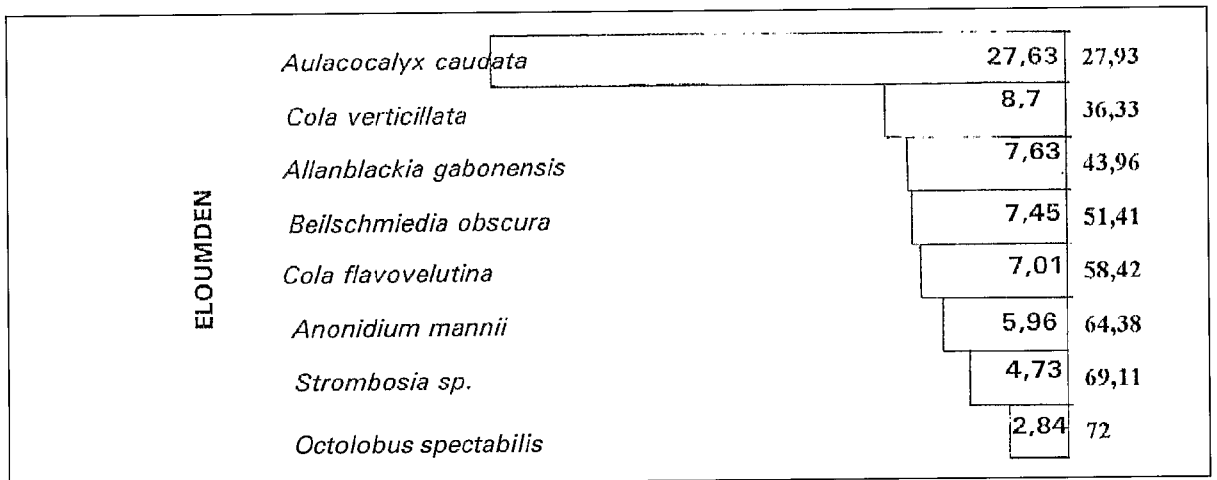 Aulacocalyx caudata 27,63 27,93
Cola verticillata 8,7 36,33
Allanblackia gabonensis 7,63 43,96
Beilschmiedia obscura 7,45 51,41
ELOUMDEN
Cola flavovelutina 7,01 58,42
Anonidium mannii 5,96 64,38
Strombosia sp. 4,73 69,11
Octolobus spectabilis 2,84 72